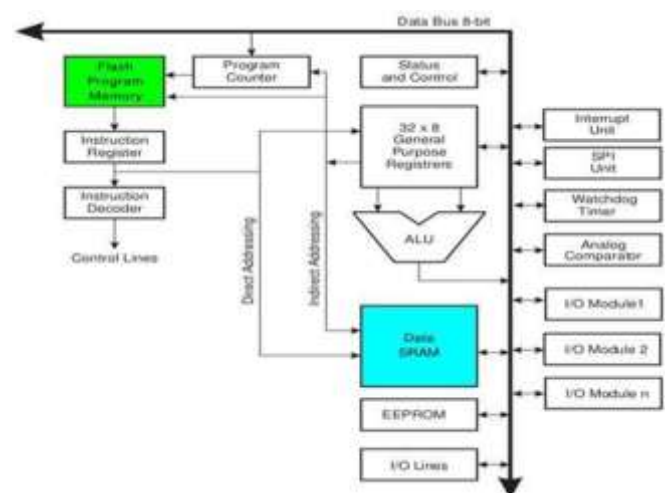 Data Bus 8-bit
Flash
Program
Memory
Program
Counter
Status
and Control
Instruction
Register
32 x 8
General
Purpose
Registrers
Instruction
Decoder
Control Lines
Direct Addressing
Indirect Addressing
ALU
Data
SRAM
EEPROM
I/O Lines
Interrupt
Unit
SPI
Unit
Watchdog
Timer
Analog
Comparator
I/O Module1
I/O Module 2
I/O Module n